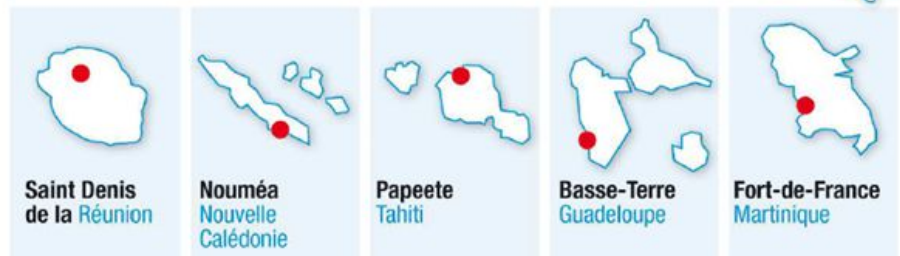 Saint Denis
de la Réunion
Nouméa
Nouvelle
Calédonie
Papeete
Tahiti
Basse-Terre
Guadeloupe
Fort-de-France
Martinique